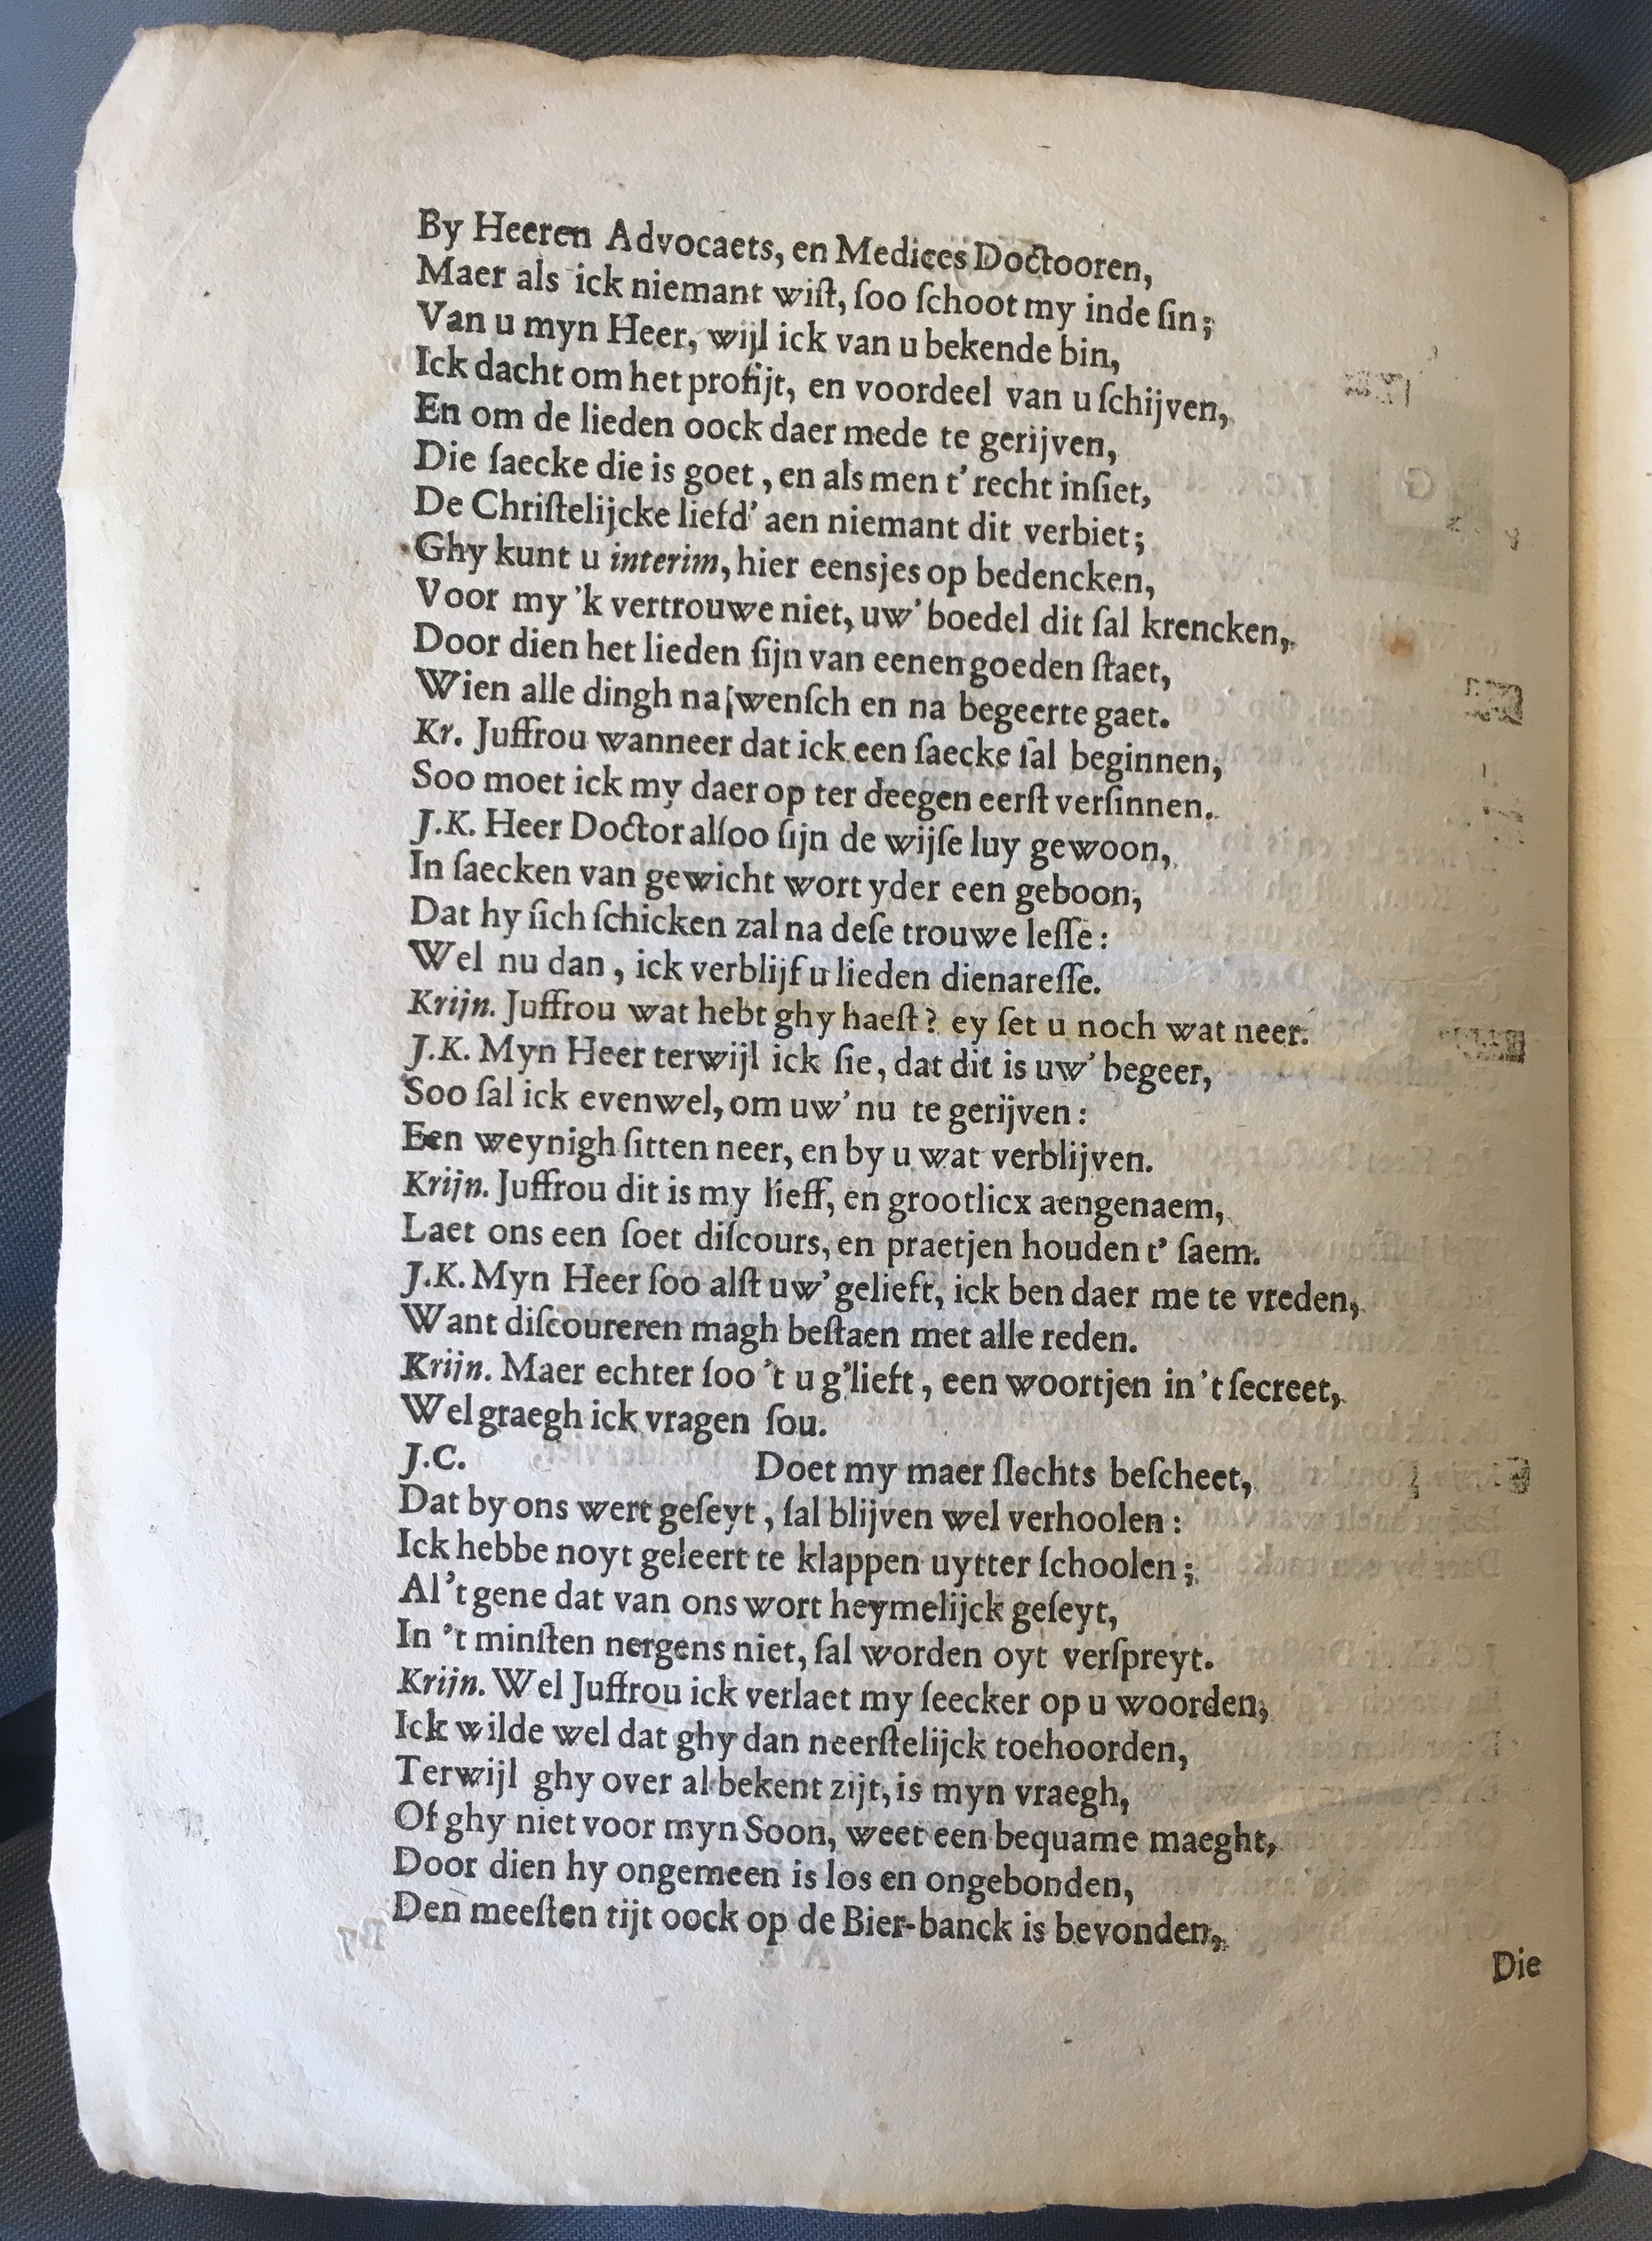 By Heeren Advocaets, en Medices Doctooren,
Maer als ick niemant wiſt, ſoo ſchoot my inde ſin;
Van u myn Heer, wijl ick van u bekende bin,
Ick dacht om het profijt, en voordeel van u ſchijven,
En om de lieden oock daer mede te gerijven,
Die ſaecke die is goet, en als men t' recht inſiet,
De Chriſtelijcke liefd' aen niemant dit verbiet;
Ghy kunt u interim, hier eensjes op bedencken,
Voor my 'k vertrouwe niet, uw' boedel dit ſal krencken,
Door dien het lieden ſijn van eenen goeden ſtaet,
Wien alle dingh na wenſch en na begeerte gaet.
Kr. Juffrou wanneer dat ick een ſaecke ſal beginnen,
Soo moet ick my daer op ter deegen eerſt verſinnen.
J.K. Heer Doctor alſoo ſijn de wijſe luy gewoon,
In ſaecken van gewicht wort yder een geboon,
Dat hy ſich ſchicken zal na deſe trouwe leſſe:
Wel nu dan, ick verblijf u lieden dienareſſe.
Krijn. Juffrou wat hebt ghy haeſt? ey ſet u noch wat neer.
J.K. Myn Heer terwijl ick ſie, dat dit is uw' begeer,
Soo ſal ick evenwel, om uw' nu te gerijven:
Een weynigh ſitten neer, en by u wat verblijven.
Krijn. Juffrou dit is my lieff, en grootlicx aengenaem,
Laet ons een ſoet diſcours, en praetjen houden t' ſaem.
J.K. Myn Heer ſoo alſt uw' gelieft, ick ben daer me te vreden,
Want diſcoureren magh beſtaen met alle reden.
Krijn. Maer echter ſoo 't u g'lieft, een woortjen in 't ſecreet,
Wel graegh ick vragen ſou.
J.C. Doet my maer ſlechts beſcheet,
Dat by ons wert geſeyt, ſal blijven wel verhoolen:
Ick hebbe noyt geleert te klappen uytter ſchoolen;
Al 't gene dat van ons wort heymelijck geſeyt,
In 't minſten nergens niet, ſal worden oyt verſpreyt.
Krijn. Wel Juffrou ick verlaet my ſeecker op u woorden,
Ick wilde wel dat ghy dan neerſtelijck toehoorden,
Terwijl ghy over al bekent zijt, is myn vraegh,
Of ghy niet voor myn Soon, weet een bequame maeght,
Door dien hy ongemeen is los en ongebonden,
Den meeſten tijt oock op de Bier-banck is bevonden,
Die